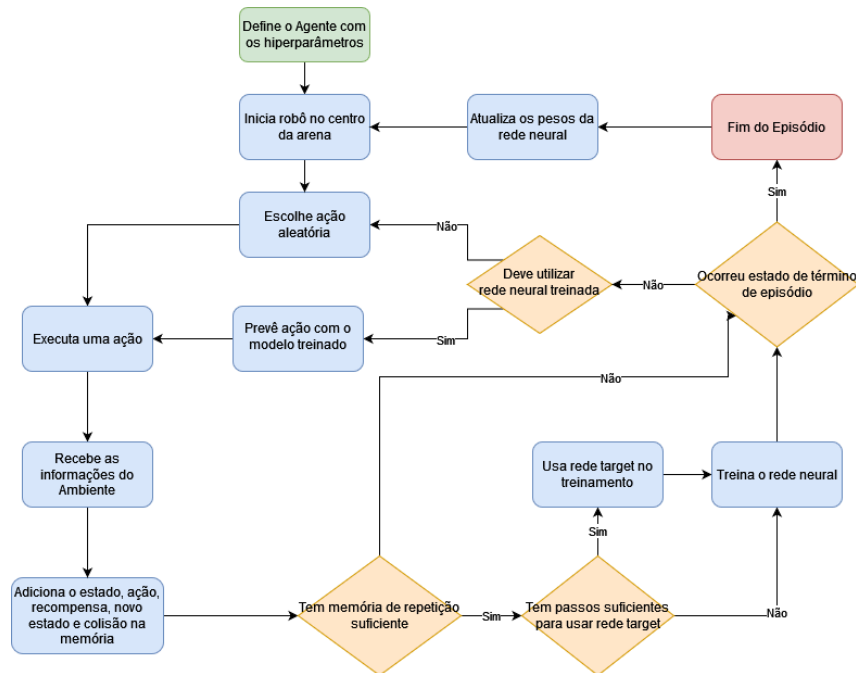 Define o Agente com
os hiperparâmetros
Inicia robô no centro
da arena
Atualiza os pesos da
rede neural
Fim do Episódio
Sim
Escolhe ação
aleatória
Não
Deve utilizar
rede neural treinada
Não
Ocorreu estado de término
de episódio
Executa uma ação
Prevê ação com o
modelo treinado
Sim
Não
Recebe as
informações do
Ambiente
Usa rede target no
treinamento
Treina o rede neural
Sim
Adiciona o estado, ação,
recompensa, novo
estado e colisão na
memória
Tem memória de repetição
suficiente
Sim
Tem passos suficientes
para usar rede target
Não